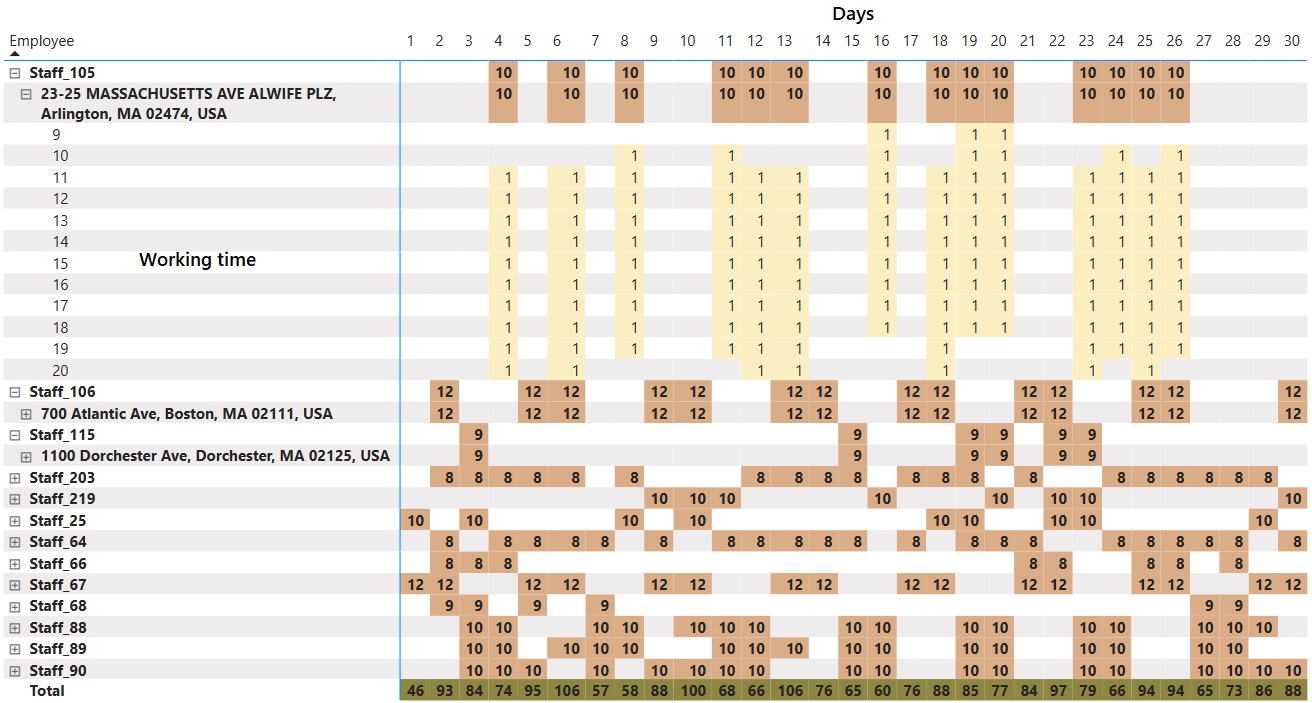 Days
Employee 1 2 3 4 5 6 7 8 9 10 11 12 13 14 15 16 17 18 19 20 21 22 23 24 25 26 27 28 29 30
Staff_105 10 10 10 10 10 10 10 10 10 10 10 10 10 10
23-25 MASSACHUSETTS AVE ALWIFE PLZ, 10 10 10 10 10 10 10 10 10 10 10 10 10 10
Arlington, MA 02474, USA
9 1 1 1
10 1 1 1 1 1 1 1
11 1 1 1 1 1 1 1 1 1 1 1 1 1 1
12 1 1 1 1 1 1 1 1 1 1 1 1 1 1
13 1 1 1 1 1 1 1 1 1 1 1 1 1 1
14 1 1 1 1 1 1 1 1 1 1 1 1 1 1
Working time
15 1 1 1 1 1 1 1 1 1 1 1 1 1 1
16 1 1 1 1 1 1 1 1 1 1 1 1 1 1
17 1 1 1 1 1 1 1 1 1 1 1 1 1 1
18 1 1 1 1 1 1 1 1 1 1 1 1 1 1
19 1 1 1 1 1 1 1 1 1 1 1
20 1 1 1 1 1 1 1
Staff_106 12 12 12 12 12 12 12 12 12 12 12 12 12 12
700 Atlantic Ave, Boston, MA 02111, USA 12 12 12 12 12 12 12 12 12 12 12 12 12 12
Staff_115 9 9 9 9 9 9
1100 Dorchester Ave, Dorchester, MA 02125, USA 9 9 9 9 9 9
Staff_203 8 8 8 8 8 8 8 8 8 8 8 8 8 8 8 8 8 8 8 8
Staff_219 10 10 10 10 10 10 10 10
Staff_25 10 10 10 10 10 10 10 10 10
Staff_64 8 8 8 8 8 8 8 8 8 8 8 8 8 8 8 8 8 8 8 8 8
Staff_66 8 8 8 8 8 8 8 8
Staff_67 12 12 12 12 12 12 12 12 12 12 12 12 12 12 12 12
Staff_68 9 9 9 9 9 9
Staff_88 10 10 10 10 10 10 10 10 10 10 10 10 10 10 10 10
Staff_89 10 10 10 10 10 10 10 10 10 10 10 10 10 10 10 10
Staff_90 10 10 10 10 10 10 10 10 10 10 10 10 10 10 10 10 10 10
Total 46 93 84 74 95 106 57 58 88 100 68 66 106 76 65 60 76 88 85 77 84 97 79 66 94 94 65 73 86 88